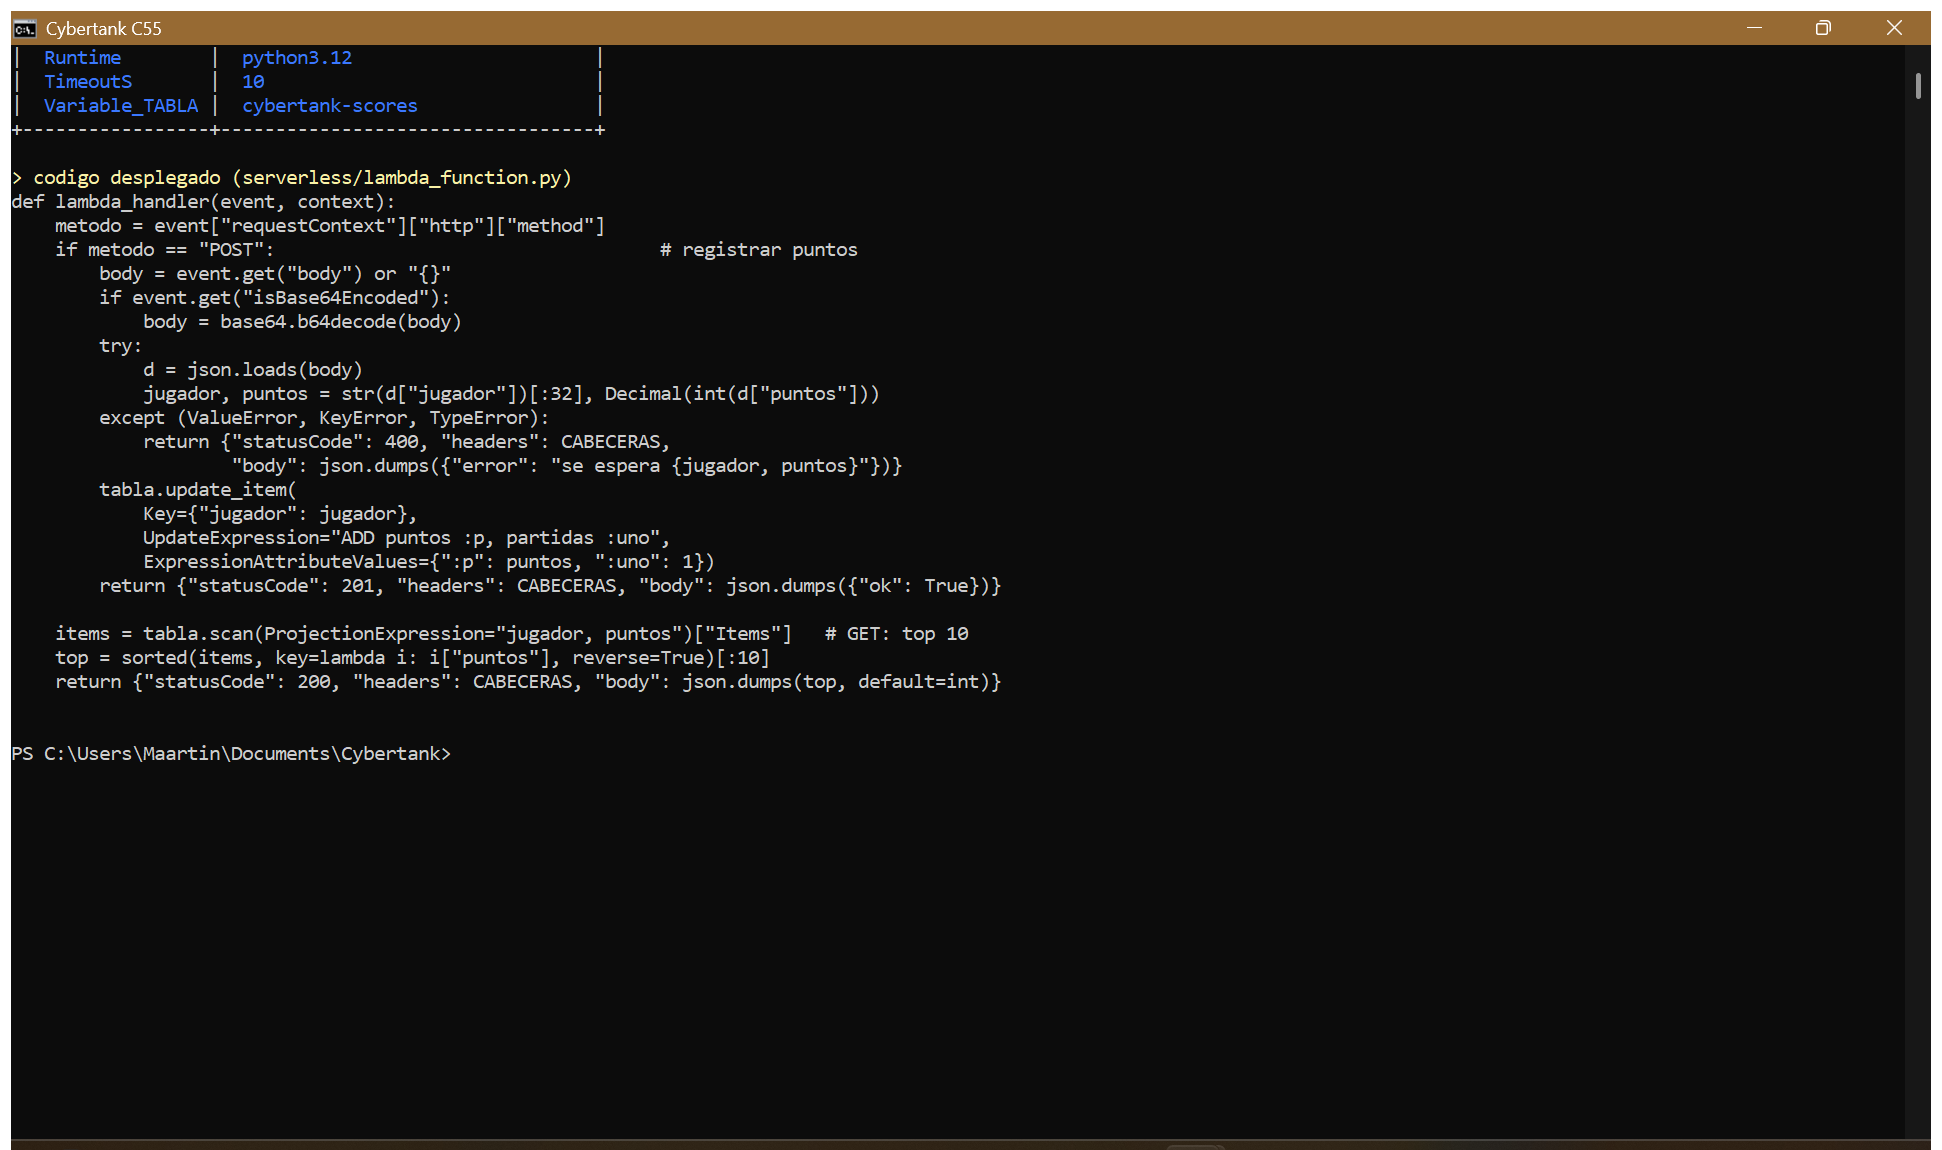 Cybertank C55
|  Runtime        |  python3.12                      |
|  TimeoutS       |  10                              |
|  Variable_TABLA |  cybertank-scores                |
+-----------------+----------------------------------+
> codigo desplegado (serverless/lambda_function.py)
def lambda_handler(event, context):
    metodo = event["requestContext"]["http"]["method"]
    if metodo == "POST":                                   # registrar puntos
        body = event.get("body") or "{}"
        if event.get("isBase64Encoded"):
            body = base64.b64decode(body)
        try:
            d = json.loads(body)
            jugador, puntos = str(d["jugador"])[:32], Decimal(int(d["puntos"]))
        except (ValueError, KeyError, TypeError):
            return {"statusCode": 400, "headers": CABECERAS,
                    "body": json.dumps({"error": "se espera {jugador, puntos}"})}
        tabla.update_item(
            Key={"jugador": jugador},
            UpdateExpression="ADD puntos :p, partidas :uno",
            ExpressionAttributeValues={":p": puntos, ":uno": 1})
        return {"statusCode": 201, "headers": CABECERAS, "body": json.dumps({"ok": True})}
    items = tabla.scan(ProjectionExpression="jugador, puntos")["Items"]   # GET: top 10
    top = sorted(items, key=lambda i: i["puntos"], reverse=True)[:10]
    return {"statusCode": 200, "headers": CABECERAS, "body": json.dumps(top, default=int)}
PS C:\Users\Maartin\Documents\Cybertank>